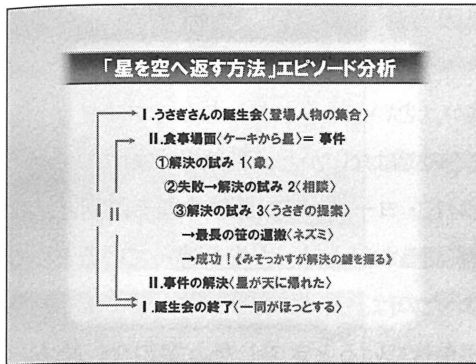 「星を空へ返す方法」エピソード分析
Ⅰ.うさぎさんの誕生会〈登場人物の集合〉
Ⅱ.食事場面〈ケーキから星〉= 事件
①解決の試み 1〈象〉
②失敗→解決の試み 2〈相談〉
③解決の試み 3〈うさぎの提案〉
→最長の笹の運搬〈ネズミ〉
→成功!《みそっかすが解決の鍵を握る》
Ⅱ.事件の解決〈星が天に帰れた〉
Ⅰ.誕生会の終了〈一同がほっとする〉
Ⅰ Ⅱ